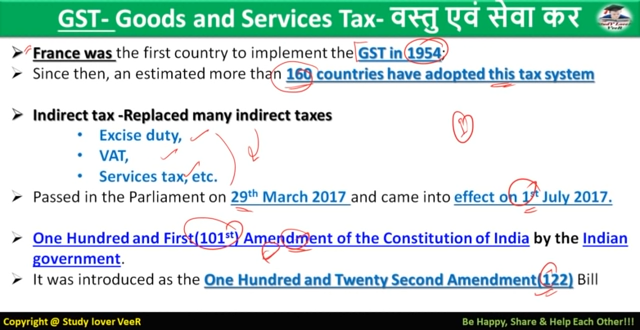 GST- Goods and Services Tax- वस्तु एवं सेवा कर
Study lover VeeR
France was the first country to implement the GST in 1954.
Since then, an estimated more than 160 countries have adopted this tax system
Indirect tax -Replaced many indirect taxes
Excise duty,
VAT,
Services tax, etc.
Passed in the Parliament on 29th March 2017 and came into effect on 1st July 2017.
One Hundred and First(101st) Amendment of the Constitution of India by the Indian
government.
It was introduced as the One Hundred and Twenty Second Amendment(122) Bill
Copyright @ Study lover VeeR
Be Happy, Share & Help Each Other!!!